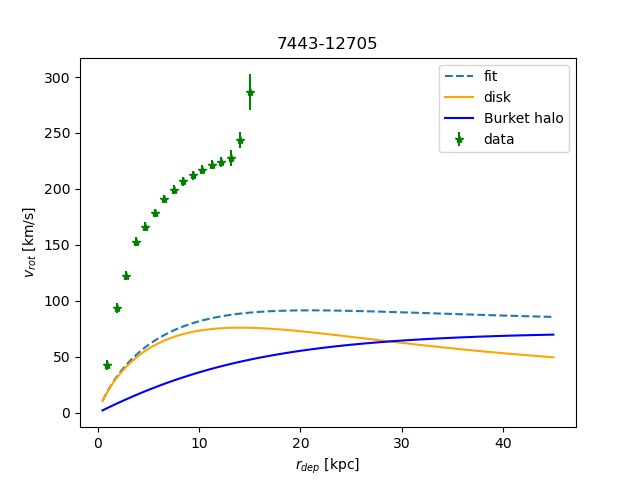 7443-12705
fit
disk
Burket halo
data
300
250
200
150
100
50
0
v_rot [km/s]
0 10 20 30 40
r_dep [kpc]